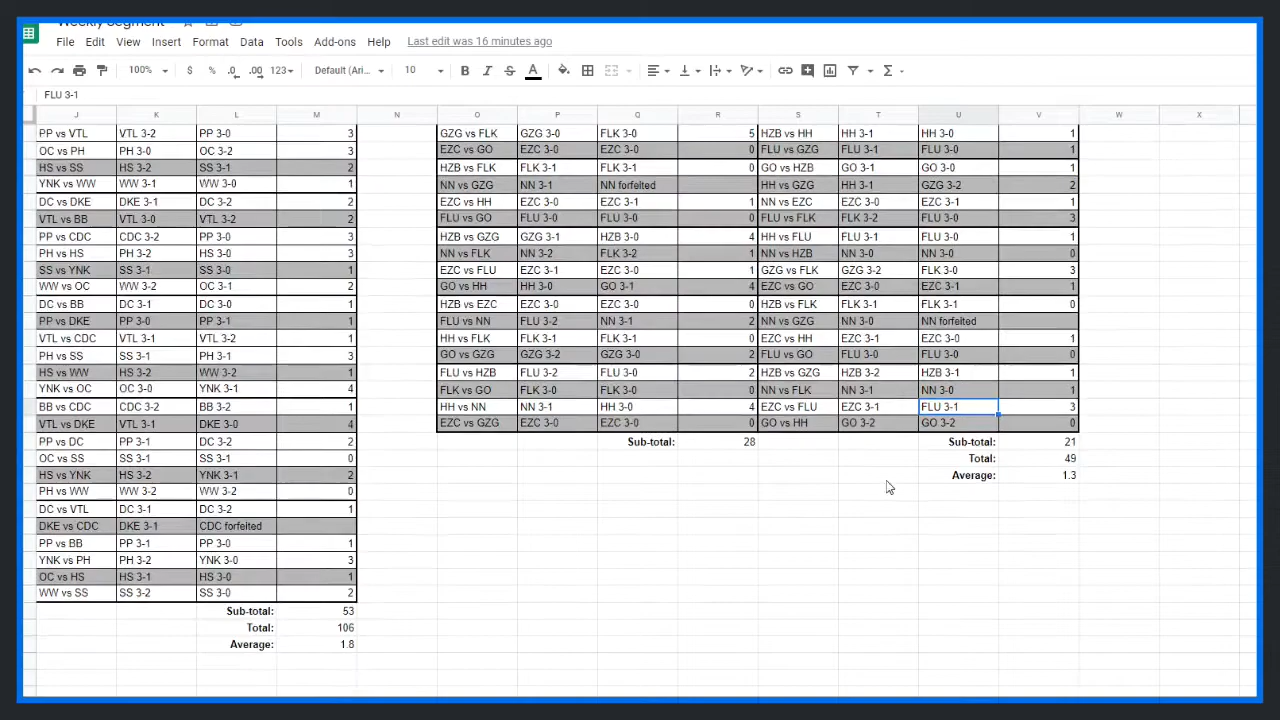 Weekly Segment
File Edit View Insert Format Data Tools Add-ons Help Last edit was 16 minutes ago
100% $ % .0 .00 123 Default (Ari... 10 B I S A Σ
FLU 3-1
J K L M N O P Q R S T U V W X
PP vs VTL VTL 3-2 PP 3-0 3 GZG vs FLK GZG 3-0 FLK 3-0 5 HZB vs HH HH 3-1 HH 3-0 1
OC vs PH PH 3-0 OC 3-2 3 EZC vs GO EZC 3-0 EZC 3-0 0 FLU vs GZG FLU 3-1 FLU 3-0 1
HS vs SS HS 3-2 SS 3-1 2 HZB vs FLK FLK 3-1 FLK 3-1 0 GO vs HZB GO 3-1 GO 3-0 1
YNK vs WW WW 3-1 WW 3-0 1 NN vs GZG NN 3-1 NN forfeited HH vs GZG HH 3-1 GZG 3-2 2
DC vs DKE DKE 3-1 DC 3-2 2 EZC vs HH EZC 3-0 EZC 3-1 1 NN vs EZC EZC 3-0 EZC 3-1 1
VTL vs BB VTL 3-0 VTL 3-2 2 FLU vs GO FLU 3-0 FLU 3-0 0 FLU vs FLK FLK 3-2 FLU 3-0 3
PP vs CDC CDC 3-2 PP 3-0 3 HZB vs GZG GZG 3-1 HZB 3-0 4 HH vs FLU FLU 3-1 FLU 3-0 1
PH vs HS PH 3-2 HS 3-0 3 NN vs FLK NN 3-2 FLK 3-2 1 NN vs HZB NN 3-0 NN 3-0 0
SS vs YNK SS 3-1 SS 3-0 1 EZC vs FLU EZC 3-1 EZC 3-0 1 GZG vs FLK GZG 3-2 FLK 3-0 3
WW vs OC WW 3-2 OC 3-1 2 GO vs HH HH 3-0 GO 3-1 4 EZC vs GO EZC 3-0 EZC 3-1 1
DC vs BB DC 3-1 DC 3-0 1 HZB vs EZC EZC 3-0 EZC 3-0 0 HZB vs FLK FLK 3-1 FLK 3-1 0
PP vs DKE PP 3-0 PP 3-1 1 FLU vs NN FLU 3-2 NN 3-1 2 NN vs GZG NN 3-0 NN forfeited
VTL vs CDC VTL 3-1 VTL 3-2 1 HH vs FLK FLK 3-1 FLK 3-1 0 EZC vs HH EZC 3-1 EZC 3-0 1
PH vs SS SS 3-1 PH 3-1 3 GO vs GZG GZG 3-2 GZG 3-0 2 FLU vs GO FLU 3-0 FLU 3-0 0
HS vs WW HS 3-2 WW 3-2 1 FLU vs HZB FLU 3-2 FLU 3-0 2 HZB vs GZG HZB 3-2 HZB 3-1 1
YNK vs OC OC 3-0 YNK 3-1 4 FLK vs GO FLK 3-0 FLK 3-0 0 NN vs FLK NN 3-1 NN 3-0 1
BB vs CDC CDC 3-2 BB 3-2 1 HH vs NN NN 3-1 HH 3-0 4 EZC vs FLU EZC 3-1 FLU 3-1 3
VTL vs DKE VTL 3-1 DKE 3-0 4 EZC vs GZG EZC 3-0 EZC 3-0 0 GO vs HH GO 3-2 GO 3-2 0
PP vs DC PP 3-1 DC 3-2 2 Sub-total: 28 Sub-total: 21
OC vs SS SS 3-1 SS 3-1 0 Total: 49
HS vs YNK HS 3-2 YNK 3-1 2 Average: 1.3
PH vs WW WW 3-2 WW 3-2 0
DC vs VTL DC 3-1 DC 3-2 1
DKE vs CDC DKE 3-1 CDC forfeited
PP vs BB PP 3-1 PP 3-0 1
YNK vs PH PH 3-2 YNK 3-0 3
OC vs HS HS 3-1 HS 3-0 1
WW vs SS SS 3-2 SS 3-0 2
Sub-total: 53
Total: 106
Average: 1.8